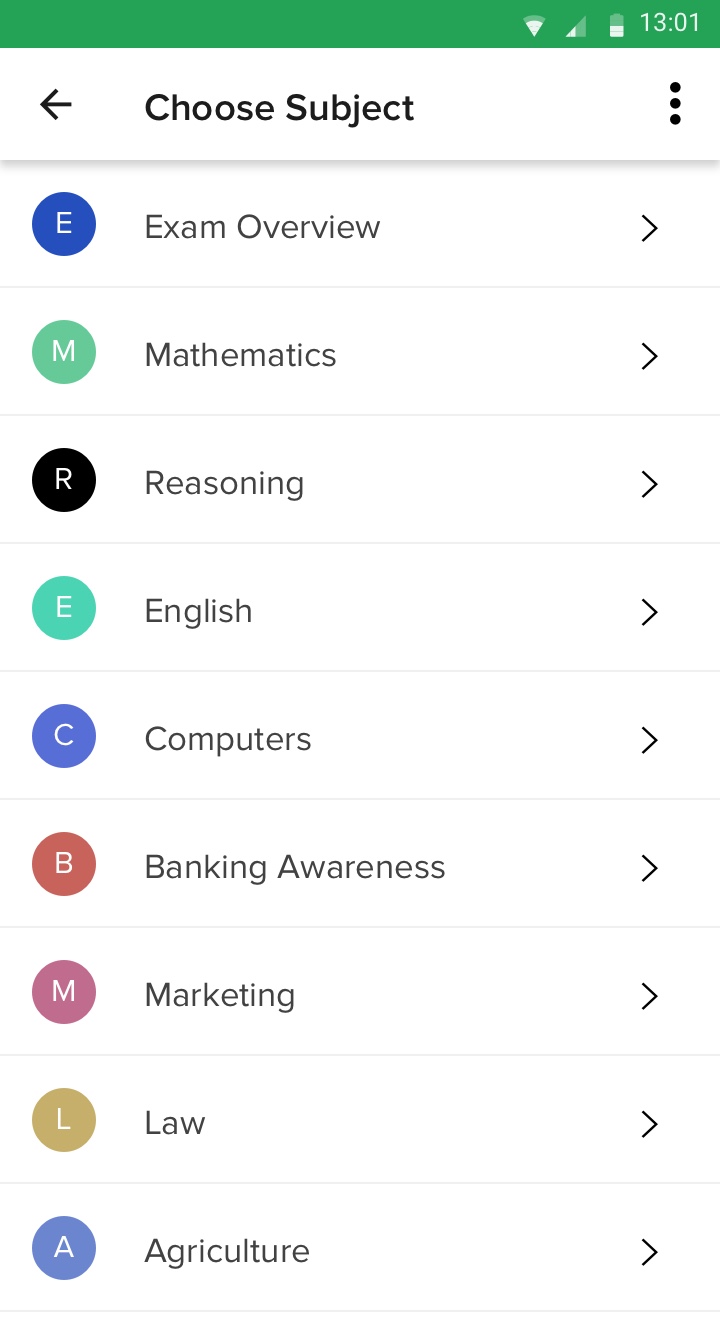 13:01
Choose Subject
E Exam Overview
M Mathematics
R Reasoning
E English
C Computers
B Banking Awareness
M Marketing
L Law
A Agriculture